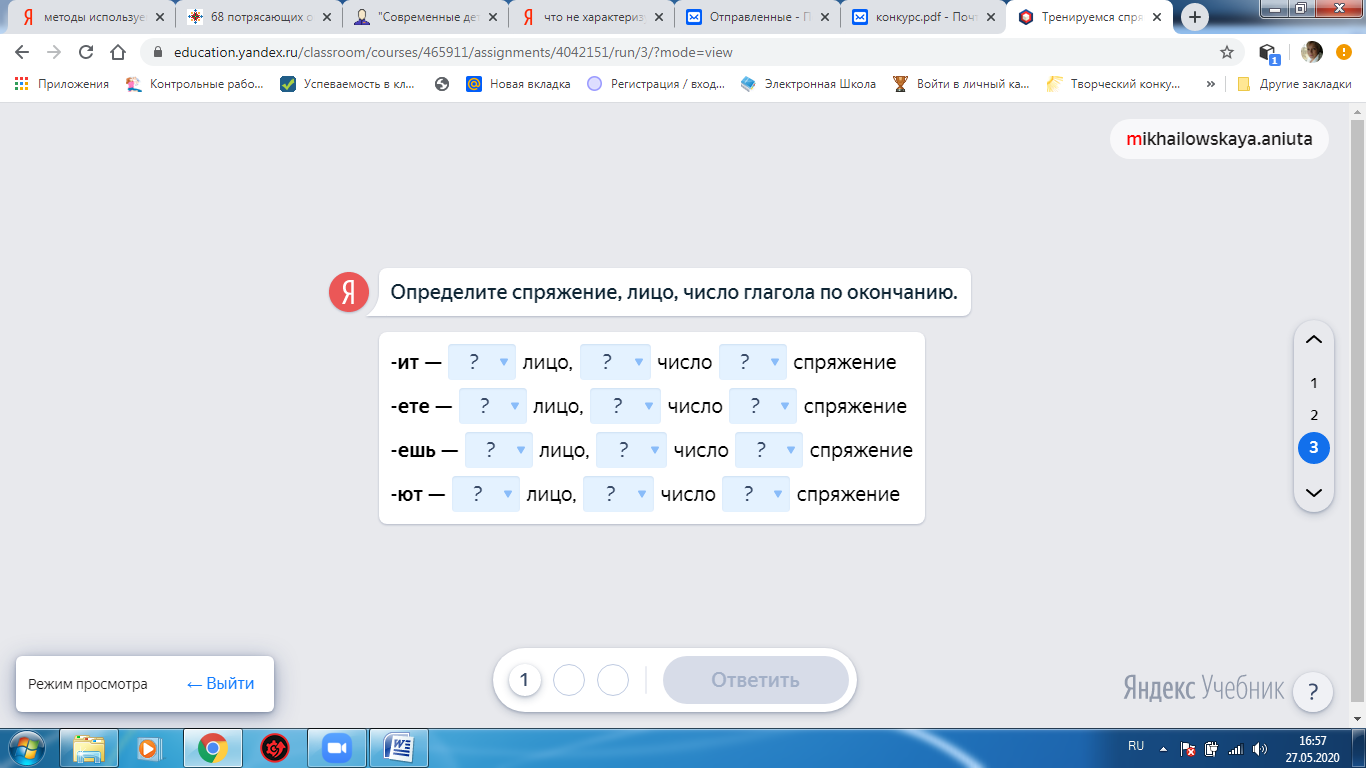 методы используе
68 потрясающих о
"Современные дет
что не характериз
Отправленные - П
конкурс.pdf - Почт
Тренируемся спря
education.yandex.ru/classroom/courses/465911/assignments/4042151/run/3/?mode=view
1
Приложения
Контрольные рабо...
Успеваемость в кл...
Новая вкладка
Регистрация / вход...
Электронная Школа
Войти в личный ка...
Творческий конку...
»
Другие закладки
mikhailowskaya.aniuta
Я Определите спряжение, лицо, число глагола по окончанию.
-ит — ? лицо, ? число ? спряжение
-ете — ? лицо, ? число ? спряжение
-ешь — ? лицо, ? число ? спряжение
-ют — ? лицо, ? число ? спряжение
1
2
3
Режим просмотра ← Выйти
1 Ответить
Яндекс Учебник ?
RU
16:57
27.05.2020